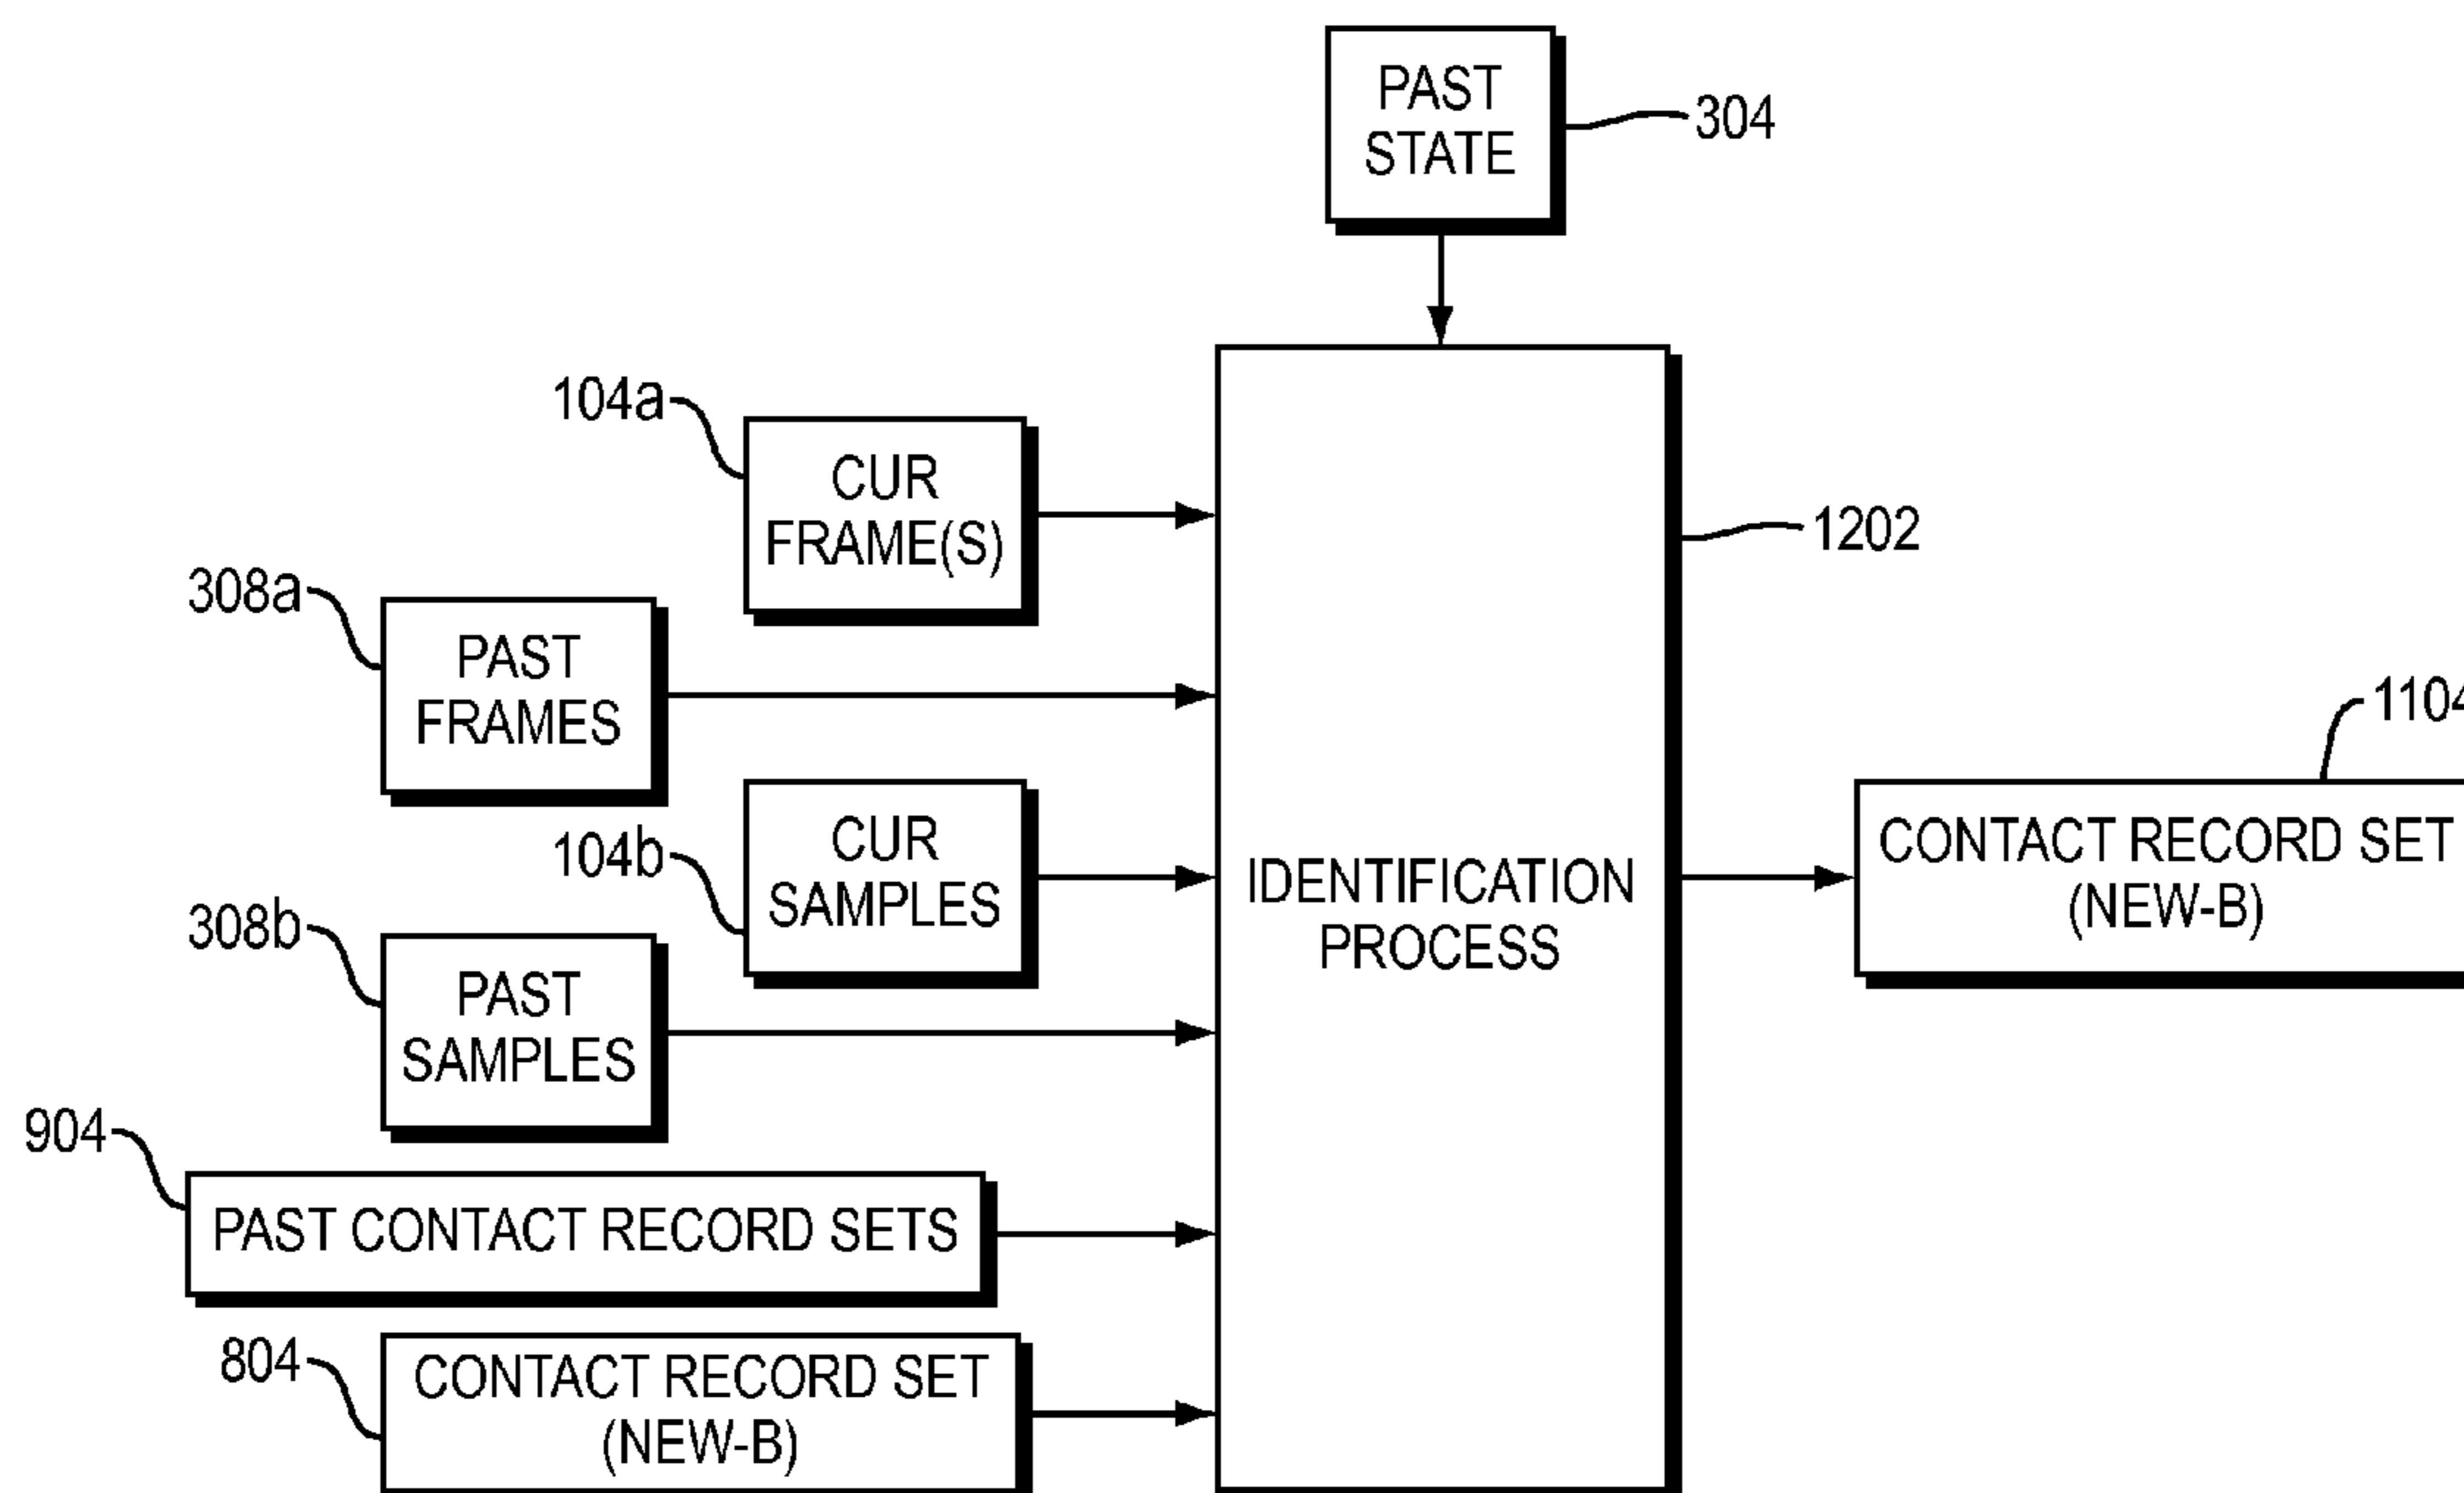 PAST
STATE
304
104a
CUR
FRAME(S)
1202
308a
PAST
FRAMES
1104
104b
CUR
SAMPLES
IDENTIFICATION
PROCESS
CONTACT RECORD SET
(NEW-B)
308b
PAST
SAMPLES
904
PAST CONTACT RECORD SETS
804
CONTACT RECORD SET
(NEW-B)